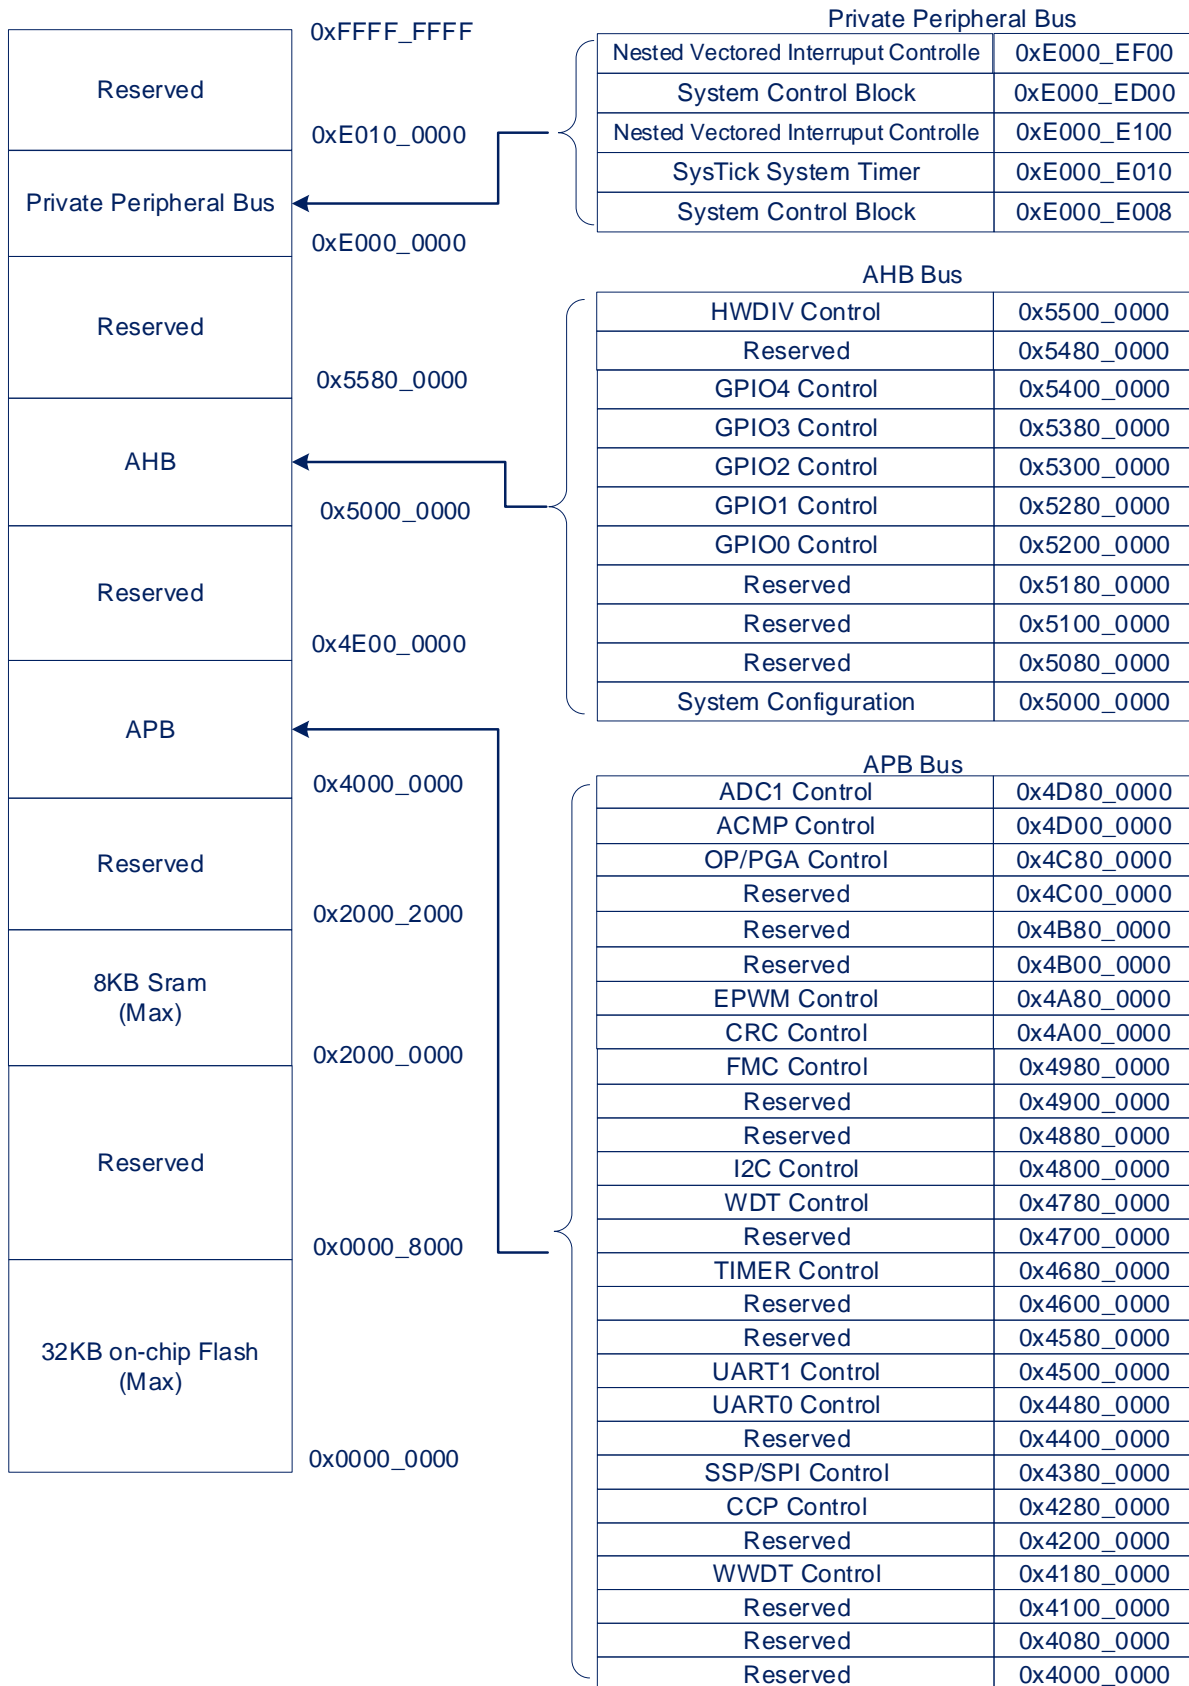 0xFFFF_FFFF
Reserved
0xE010_0000
Private Peripheral Bus
0xE000_0000
Reserved
0x5580_0000
AHB
0x5000_0000
Reserved
0x4E00_0000
APB
0x4000_0000
Reserved
0x2000_2000
8KB Sram
(Max)
0x2000_0000
Reserved
0x0000_8000
32KB on-chip Flash
(Max)
0x0000_0000
Private Peripheral Bus
Nested Vectored Interruput Controlle 0xE000_EF00
System Control Block 0xE000_ED00
Nested Vectored Interruput Controlle 0xE000_E100
SysTick System Timer 0xE000_E010
System Control Block 0xE000_E008
AHB Bus
HWDIV Control 0x5500_0000
Reserved 0x5480_0000
GPIO4 Control 0x5400_0000
GPIO3 Control 0x5380_0000
GPIO2 Control 0x5300_0000
GPIO1 Control 0x5280_0000
GPIO0 Control 0x5200_0000
Reserved 0x5180_0000
Reserved 0x5100_0000
Reserved 0x5080_0000
System Configuration 0x5000_0000
APB Bus
ADC1 Control 0x4D80_0000
ACMP Control 0x4D00_0000
OP/PGA Control 0x4C80_0000
Reserved 0x4C00_0000
Reserved 0x4B80_0000
Reserved 0x4B00_0000
EPWM Control 0x4A80_0000
CRC Control 0x4A00_0000
FMC Control 0x4980_0000
Reserved 0x4900_0000
Reserved 0x4880_0000
I2C Control 0x4800_0000
WDT Control 0x4780_0000
Reserved 0x4700_0000
TIMER Control 0x4680_0000
Reserved 0x4600_0000
Reserved 0x4580_0000
UART1 Control 0x4500_0000
UART0 Control 0x4480_0000
Reserved 0x4400_0000
SSP/SPI Control 0x4380_0000
CCP Control 0x4280_0000
Reserved 0x4200_0000
WWDT Control 0x4180_0000
Reserved 0x4100_0000
Reserved 0x4080_0000
Reserved 0x4000_0000